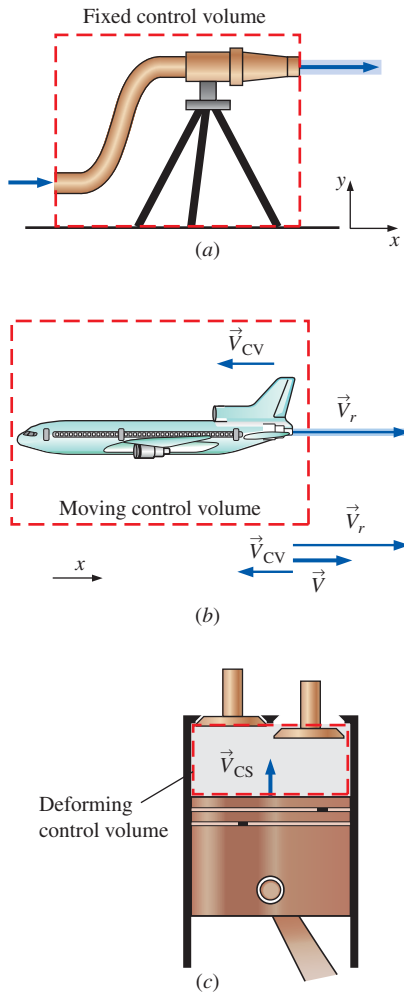 Fixed control volume
y
x
(a)
V⃗CV
V⃗r
Moving control volume
V⃗r
V⃗CV
V⃗
x
(b)
V⃗CS
Deforming
control volume
(c)